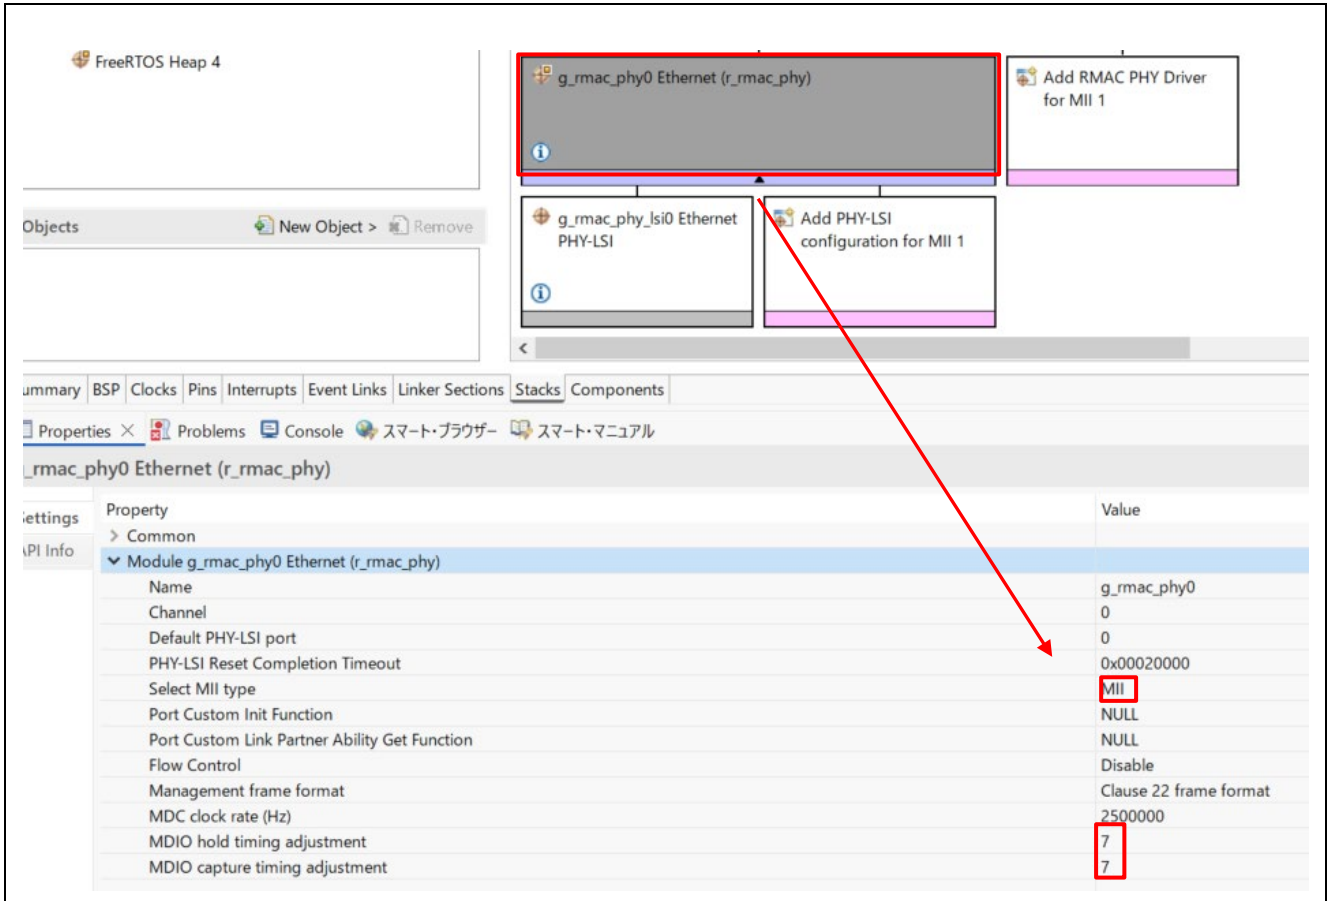 FreeRTOS Heap 4
g_rmac_phy0 Ethernet (r_rmac_phy)
Add RMAC PHY Driver
for MII 1
Objects
New Object >
Remove
g_rmac_phy_lsi0 Ethernet
PHY-LSI
Add PHY-LSI
configuration for MII 1
ummary BSP Clocks Pins Interrupts Event Links Linker Sections Stacks Components
Properties Problems Console スマート・ブラウザー スマート・マニュアル
_rmac_phy0 Ethernet (r_rmac_phy)
ettings
API Info
Property Value
Common
Module g_rmac_phy0 Ethernet (r_rmac_phy)
Name g_rmac_phy0
Channel 0
Default PHY-LSI port 0
PHY-LSI Reset Completion Timeout 0x00020000
Select MII type MII
Port Custom Init Function NULL
Port Custom Link Partner Ability Get Function NULL
Flow Control Disable
Management frame format Clause 22 frame format
MDC clock rate (Hz) 2500000
MDIO hold timing adjustment 7
MDIO capture timing adjustment 7